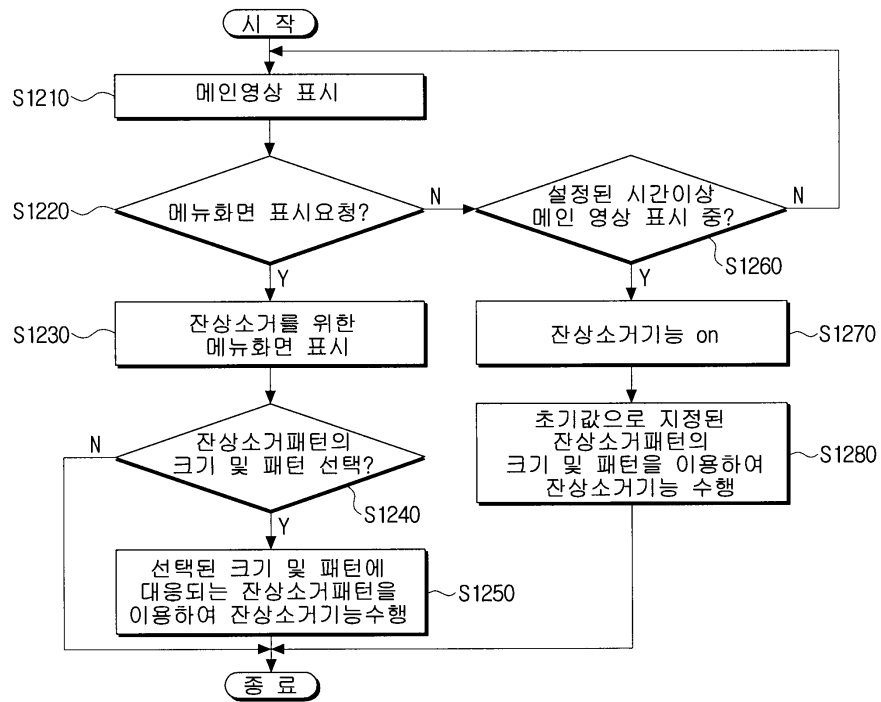 시 작
S1210
메인영상 표시
S1220
메뉴화면 표시요청?
N
Y
설정된 시간이상
메인 영상 표시 중?
N
S1260
Y
S1230
잔상소거를 위한
메뉴화면 표시
잔상소거기능 on
S1270
N
잔상소거패턴의
크기 및 패턴 선택?
S1240
Y
초기값으로 지정된
잔상소거패턴의
크기 및 패턴을 이용하여
잔상소거기능 수행
S1280
선택된 크기 및 패턴에
대응되는 잔상소거패턴을
이용하여 잔상소거기능수행
S1250
종 료